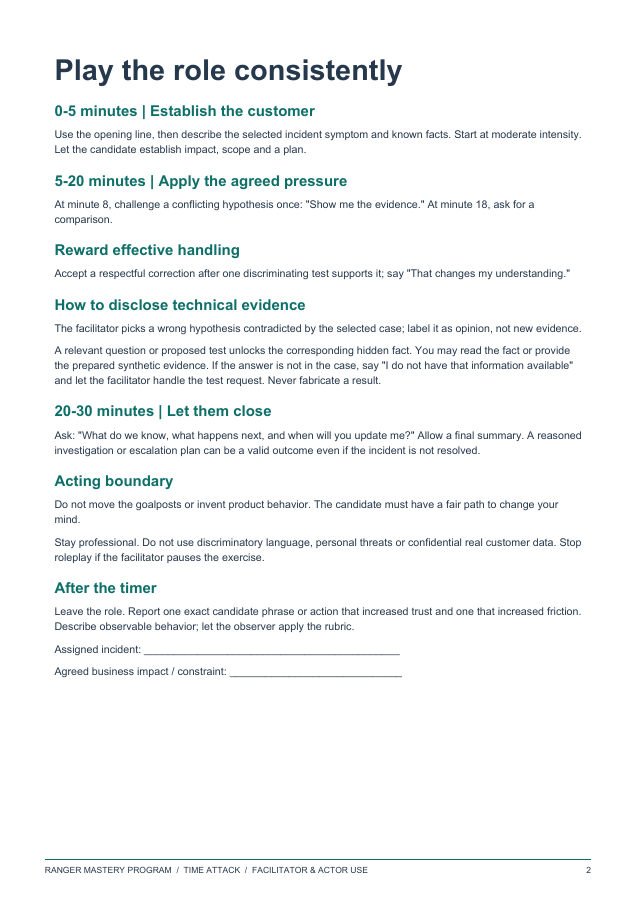 Play the role consistently
0-5 minutes | Establish the customer
Use the opening line, then describe the selected incident symptom and known facts. Start at moderate intensity.
Let the candidate establish impact, scope and a plan.
5-20 minutes | Apply the agreed pressure
At minute 8, challenge a conflicting hypothesis once: "Show me the evidence." At minute 18, ask for a
comparison.
Reward effective handling
Accept a respectful correction after one discriminating test supports it; say "That changes my understanding."
How to disclose technical evidence
The facilitator picks a wrong hypothesis contradicted by the selected case; label it as opinion, not new evidence.
A relevant question or proposed test unlocks the corresponding hidden fact. You may read the fact or provide
the prepared synthetic evidence. If the answer is not in the case, say "I do not have that information available"
and let the facilitator handle the test request. Never fabricate a result.
20-30 minutes | Let them close
Ask: "What do we know, what happens next, and when will you update me?" Allow a final summary. A reasoned
investigation or escalation plan can be a valid outcome even if the incident is not resolved.
Acting boundary
Do not move the goalposts or invent product behavior. The candidate must have a fair path to change your
mind.
Stay professional. Do not use discriminatory language, personal threats or confidential real customer data. Stop
roleplay if the facilitator pauses the exercise.
After the timer
Leave the role. Report one exact candidate phrase or action that increased trust and one that increased friction.
Describe observable behavior; let the observer apply the rubric.
Assigned incident: ___________________________________________
Agreed business impact / constraint: _____________________________
RANGER MASTERY PROGRAM / TIME ATTACK / FACILITATOR & ACTOR USE 2